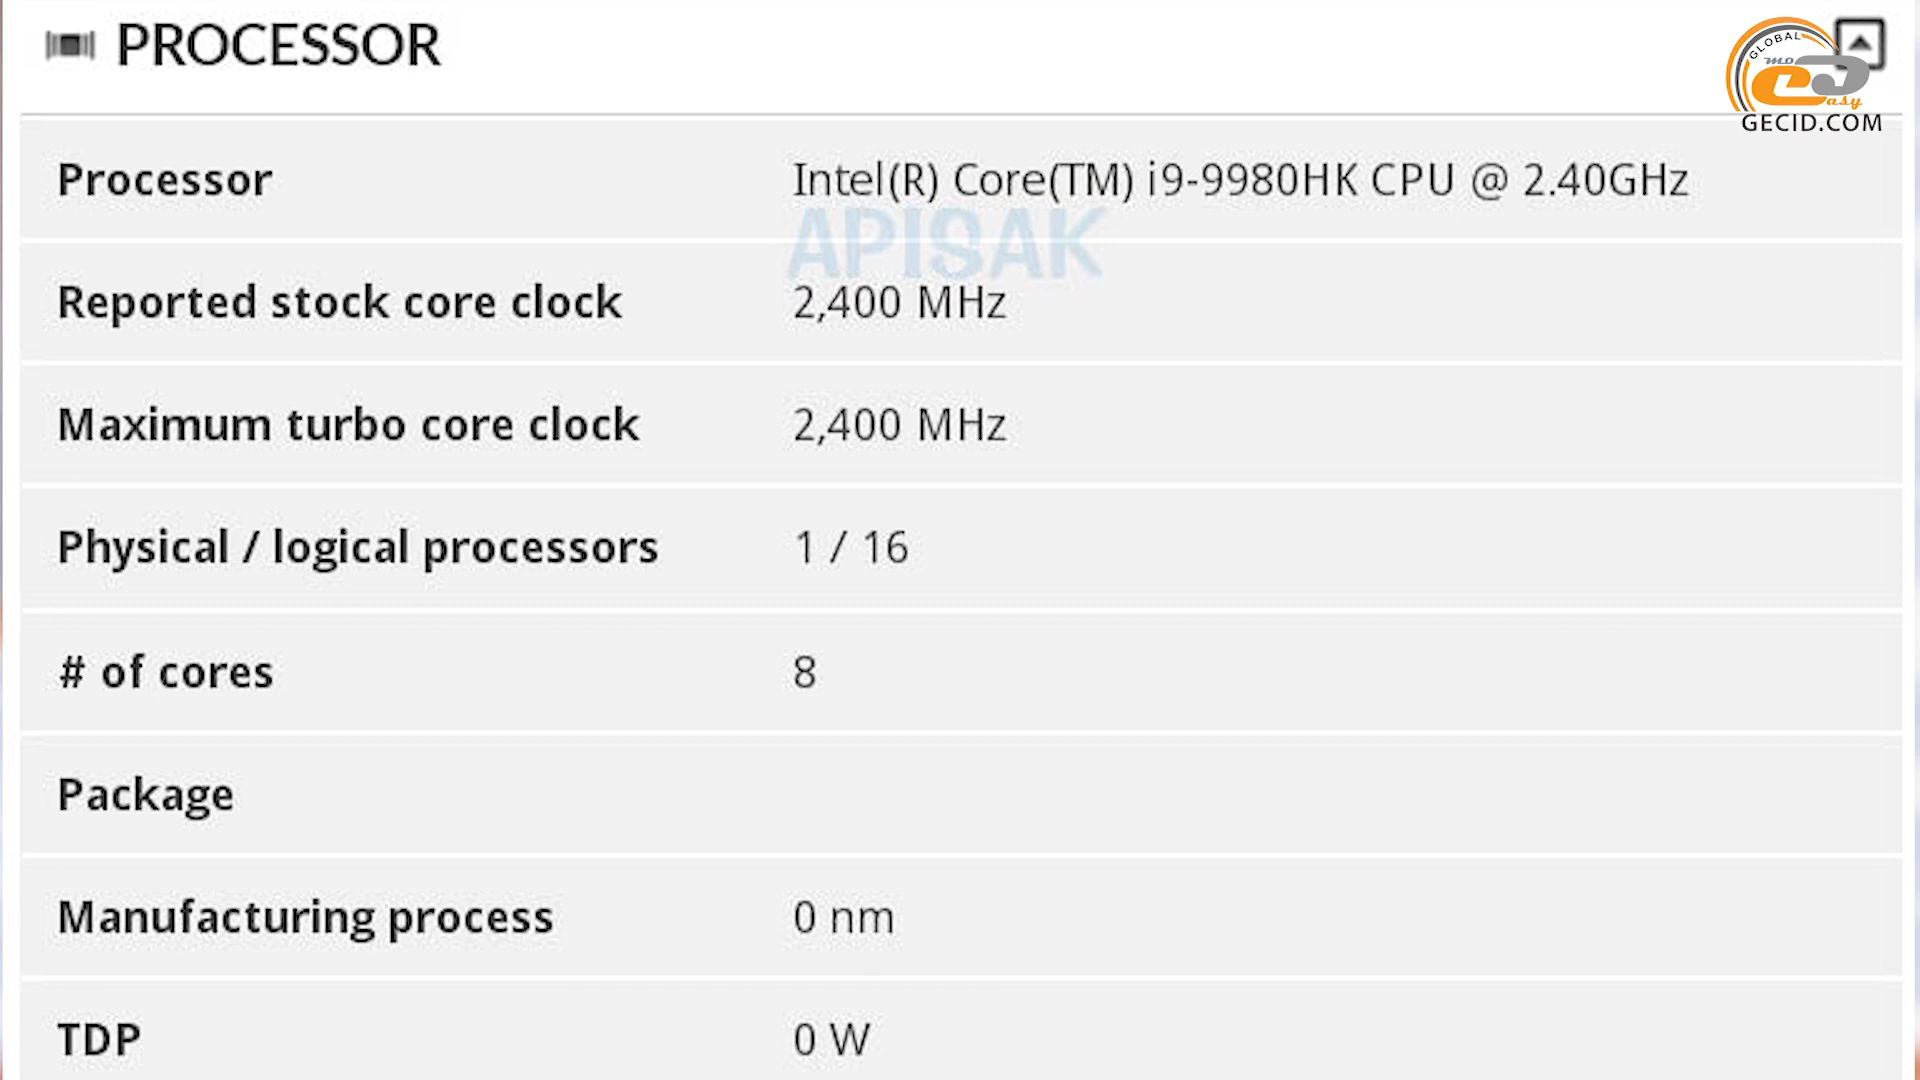 PROCESSOR
GLOBAL
mo
easy
GECID.COM
Processor Intel(R) Core(TM) i9-9980HK CPU @ 2.40GHz
APISAK
Reported stock core clock 2,400 MHz
Maximum turbo core clock 2,400 MHz
Physical / logical processors 1 / 16
# of cores 8
Package
Manufacturing process 0 nm
TDP 0 W